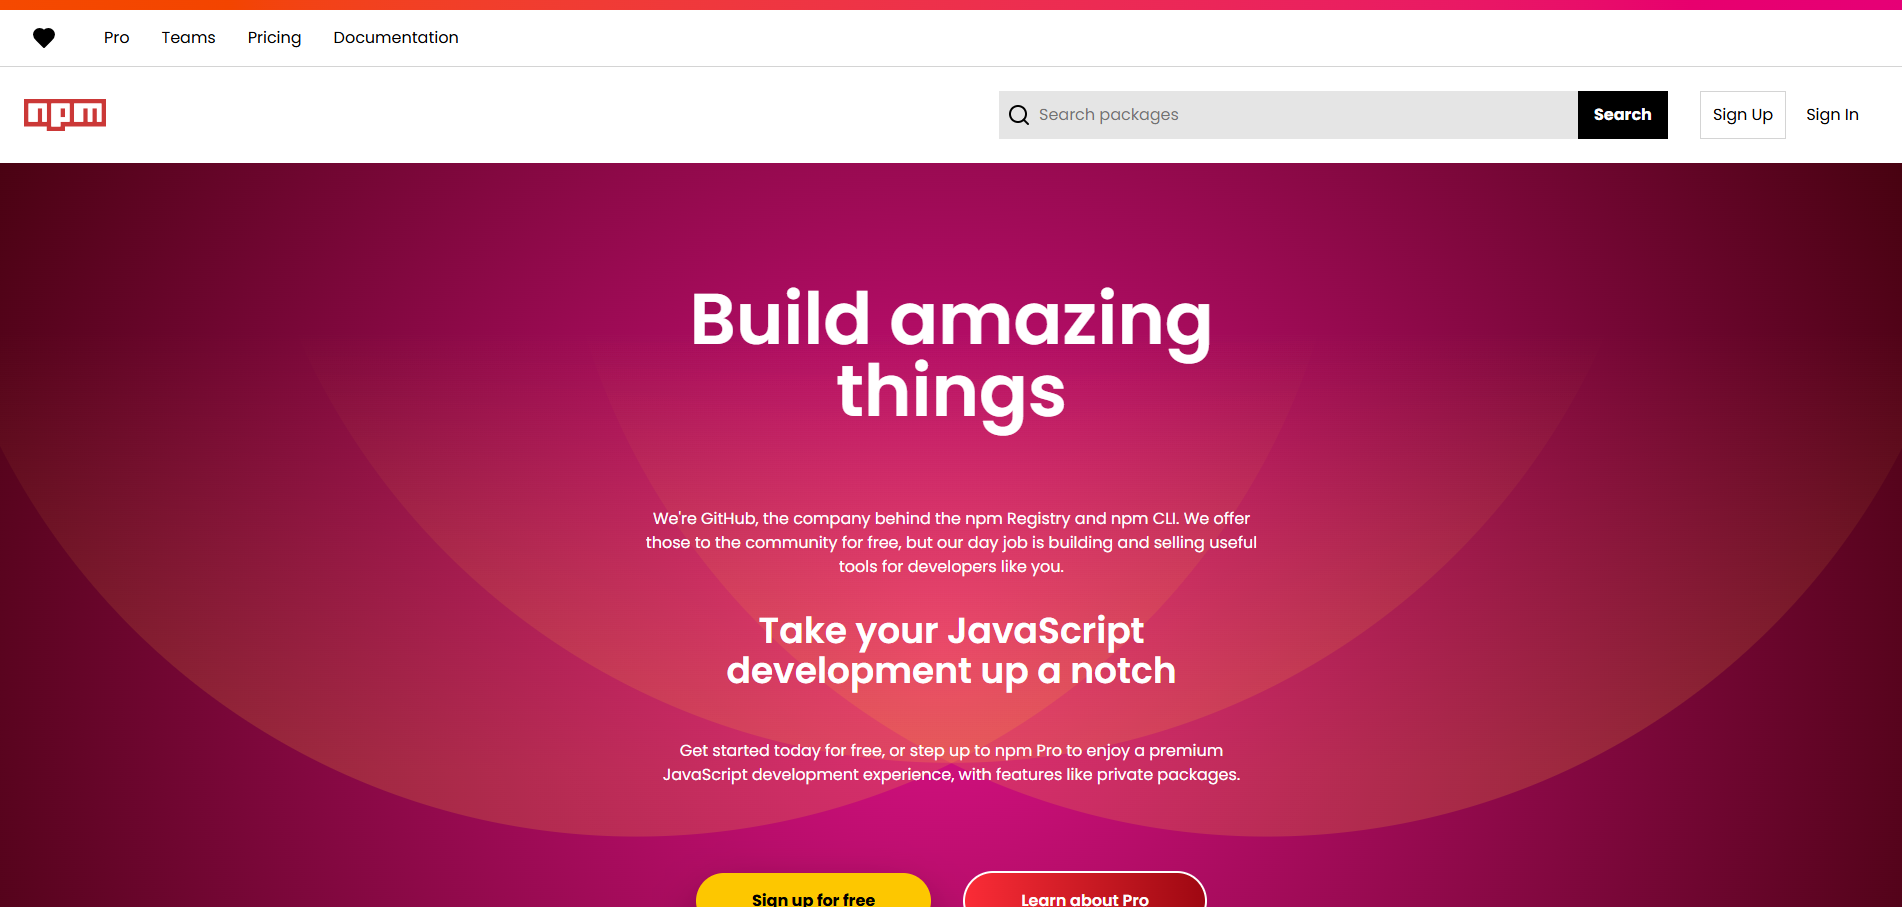 Pro Teams Pricing Documentation
npm
Search packages Search Sign Up Sign In
Build amazing
things
We're GitHub, the company behind the npm Registry and npm CLI. We offer
those to the community for free, but our day job is building and selling useful
tools for developers like you.
Take your JavaScript
development up a notch
Get started today for free, or step up to npm Pro to enjoy a premium
JavaScript development experience, with features like private packages.
Sign up for free Learn about Pro